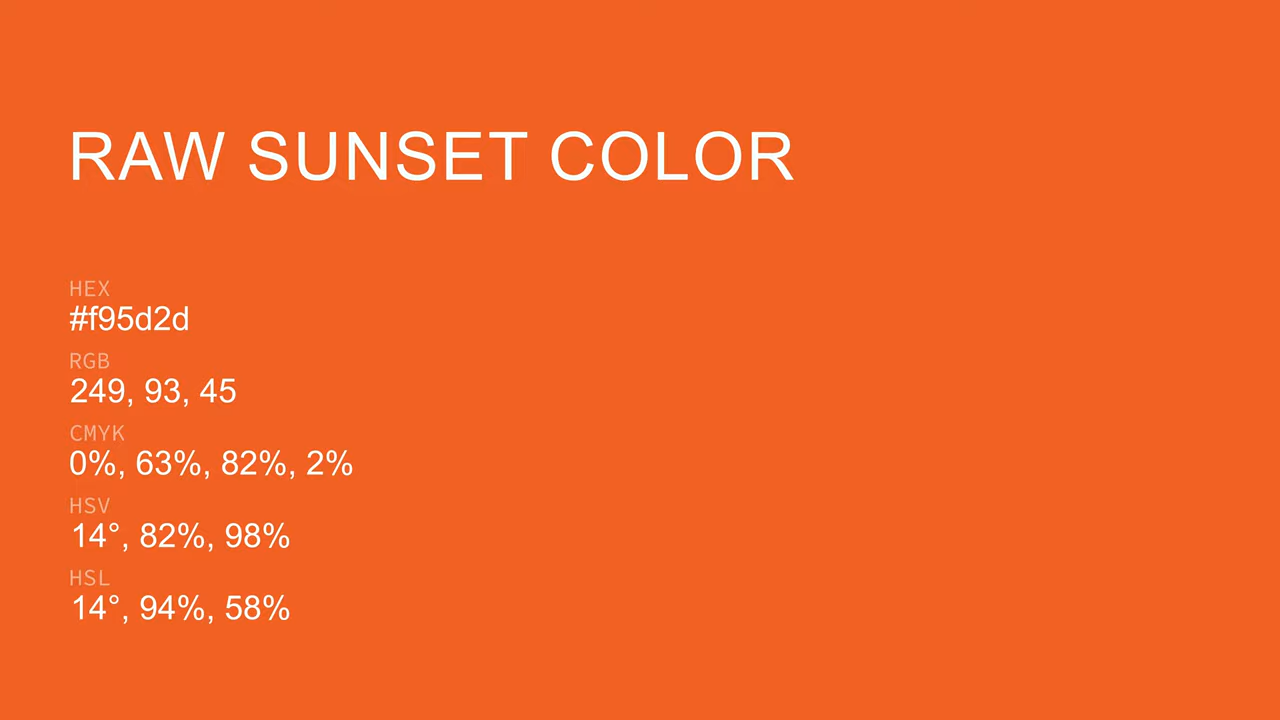 RAW SUNSET COLOR
HEX
#f95d2d
RGB
249, 93, 45
CMYK
0%, 63%, 82%, 2%
HSV
14°, 82%, 98%
HSL
14°, 94%, 58%